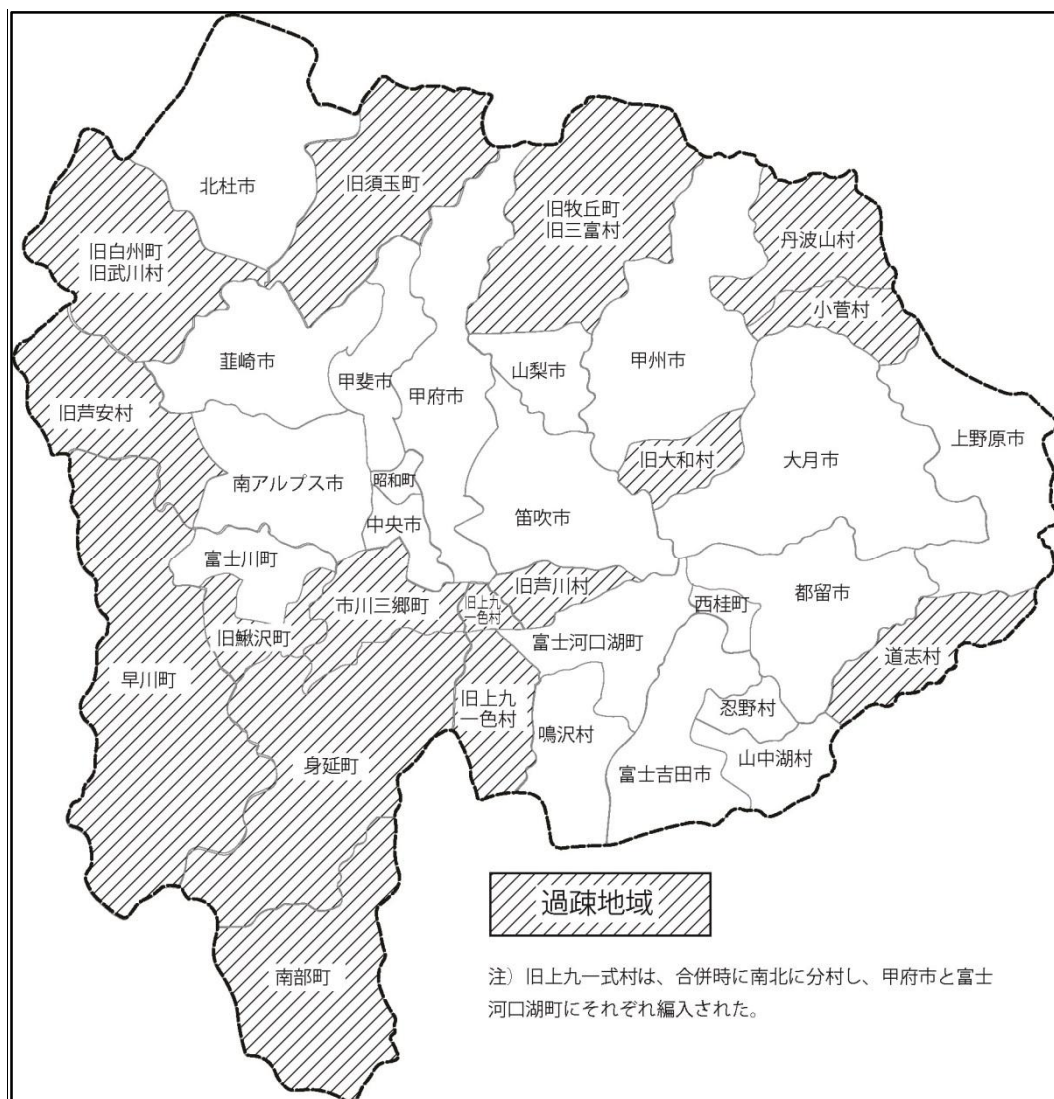 北杜市
旧須玉町
旧牧丘町
旧三富村
丹波山村
旧白州町
旧武川村
小菅村
韮崎市
甲斐市
甲府市
山梨市
甲州市
旧芦安村
上野原市
旧大和村
大月市
南アルプス市
昭和町
笛吹市
中央市
富士川町
旧芦川村
都留市
市川三郷町
旧上九
一色村
西桂町
旧鰍沢町
富士河口湖町
道志村
早川町
旧上九
一色村
忍野村
鳴沢村
山中湖村
身延町
富士吉田市
過疎地域
南部町
注）旧上九一式村は、合併時に南北に分村し、甲府市と富士
河口湖町にそれぞれ編入された。